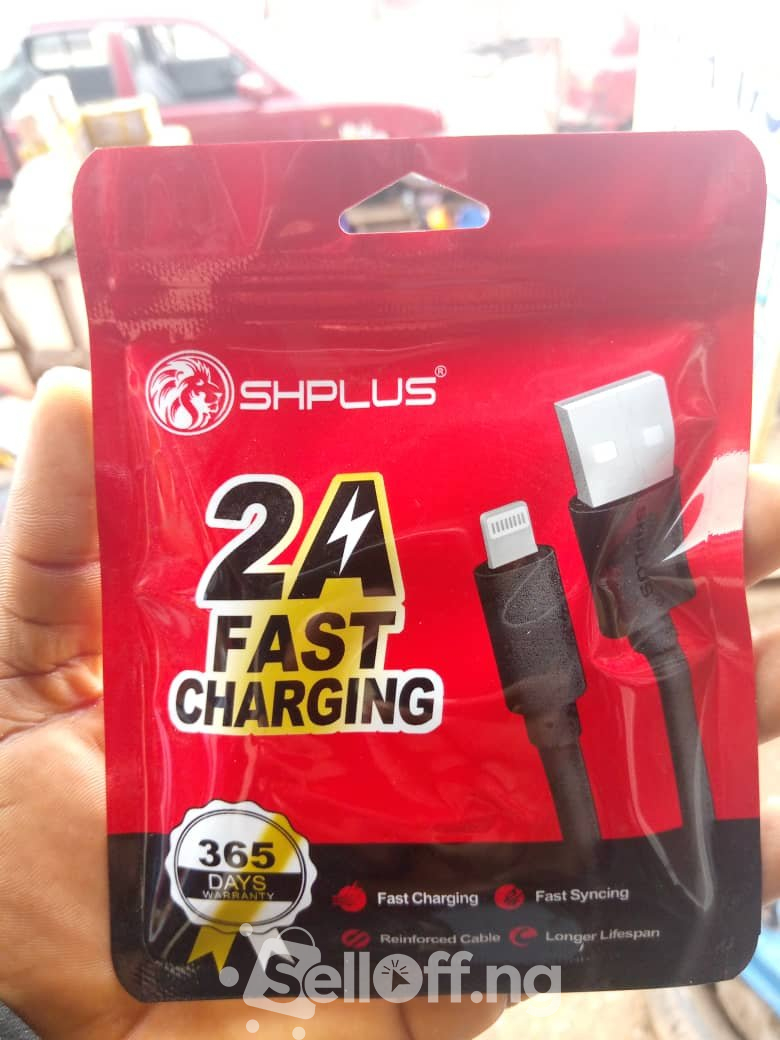 SHPLUS®
2A
FAST
CHARGING
SHPLUS
365
DAYS
WARRANTY
Fast Charging
Fast Syncing
Reinforced Cable
Longer Lifespan
SellOff.ng